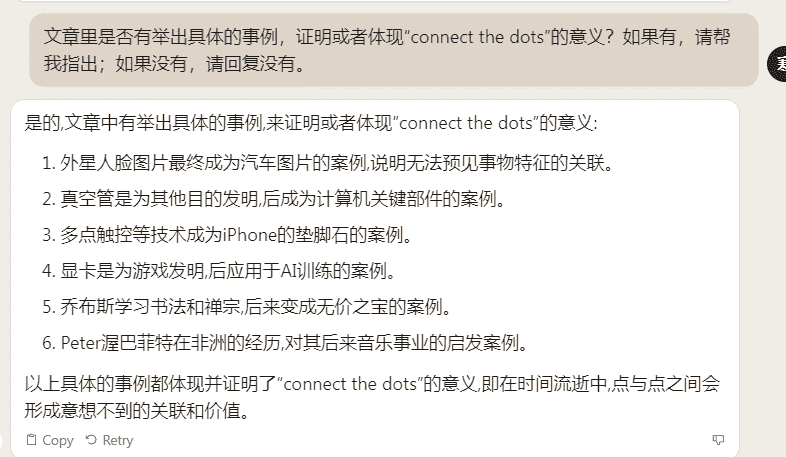 文章里是否有举出具体的事例，证明或者体现“connect the dots”的意义？如果有，请帮
我指出；如果没有，请回复没有。
寒
是的,文章中有举出具体的事例,来证明或者体现“connect the dots”的意义:
1. 外星人脸图片最终成为汽车图片的案例,说明无法预见事物特征的关联。
2. 真空管是为其他目的发明,后成为计算机关键部件的案例。
3. 多点触控等技术成为iPhone的垫脚石的案例。
4. 显卡是为游戏发明,后应用于AI训练的案例。
5. 乔布斯学习书法和禅宗,后来变成无价之宝的案例。
6. Peter渥巴菲特在非洲的经历,对其后来音乐事业的启发案例。
以上具体的事例都体现并证明了“connect the dots”的意义,即在时间流逝中,点与点之间会
形成意想不到的关联和价值。
Copy Retry